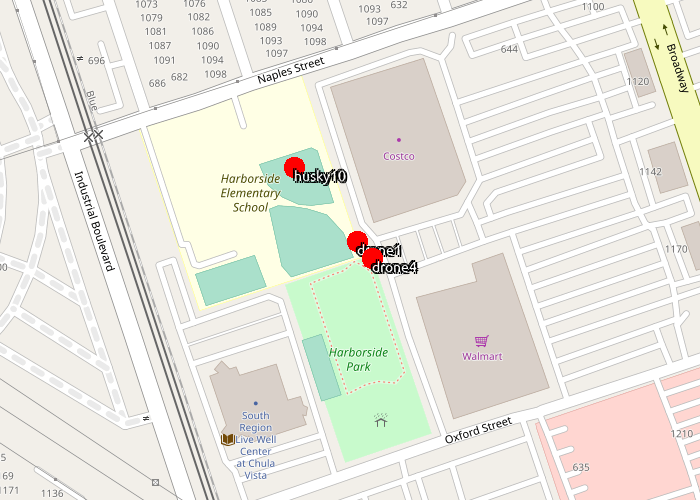 1073
1079
1081
1087
1091
1076
1082
1086
1090
1094
1098
1085
1089
1093
1097
1090
1094
1098
1093
1097
632
1100
644
696
686
682
Naples Street
Broadway
1120
1142
1170
Costco
Blue
Industrial Boulevard
Harborside
Elementary
School
husky10
drone1
drone4
Harborside
Park
Walmart
South
Region
Live Well
Center
at Chula
Vista
Oxford Street
635
1210
169
1171
1136